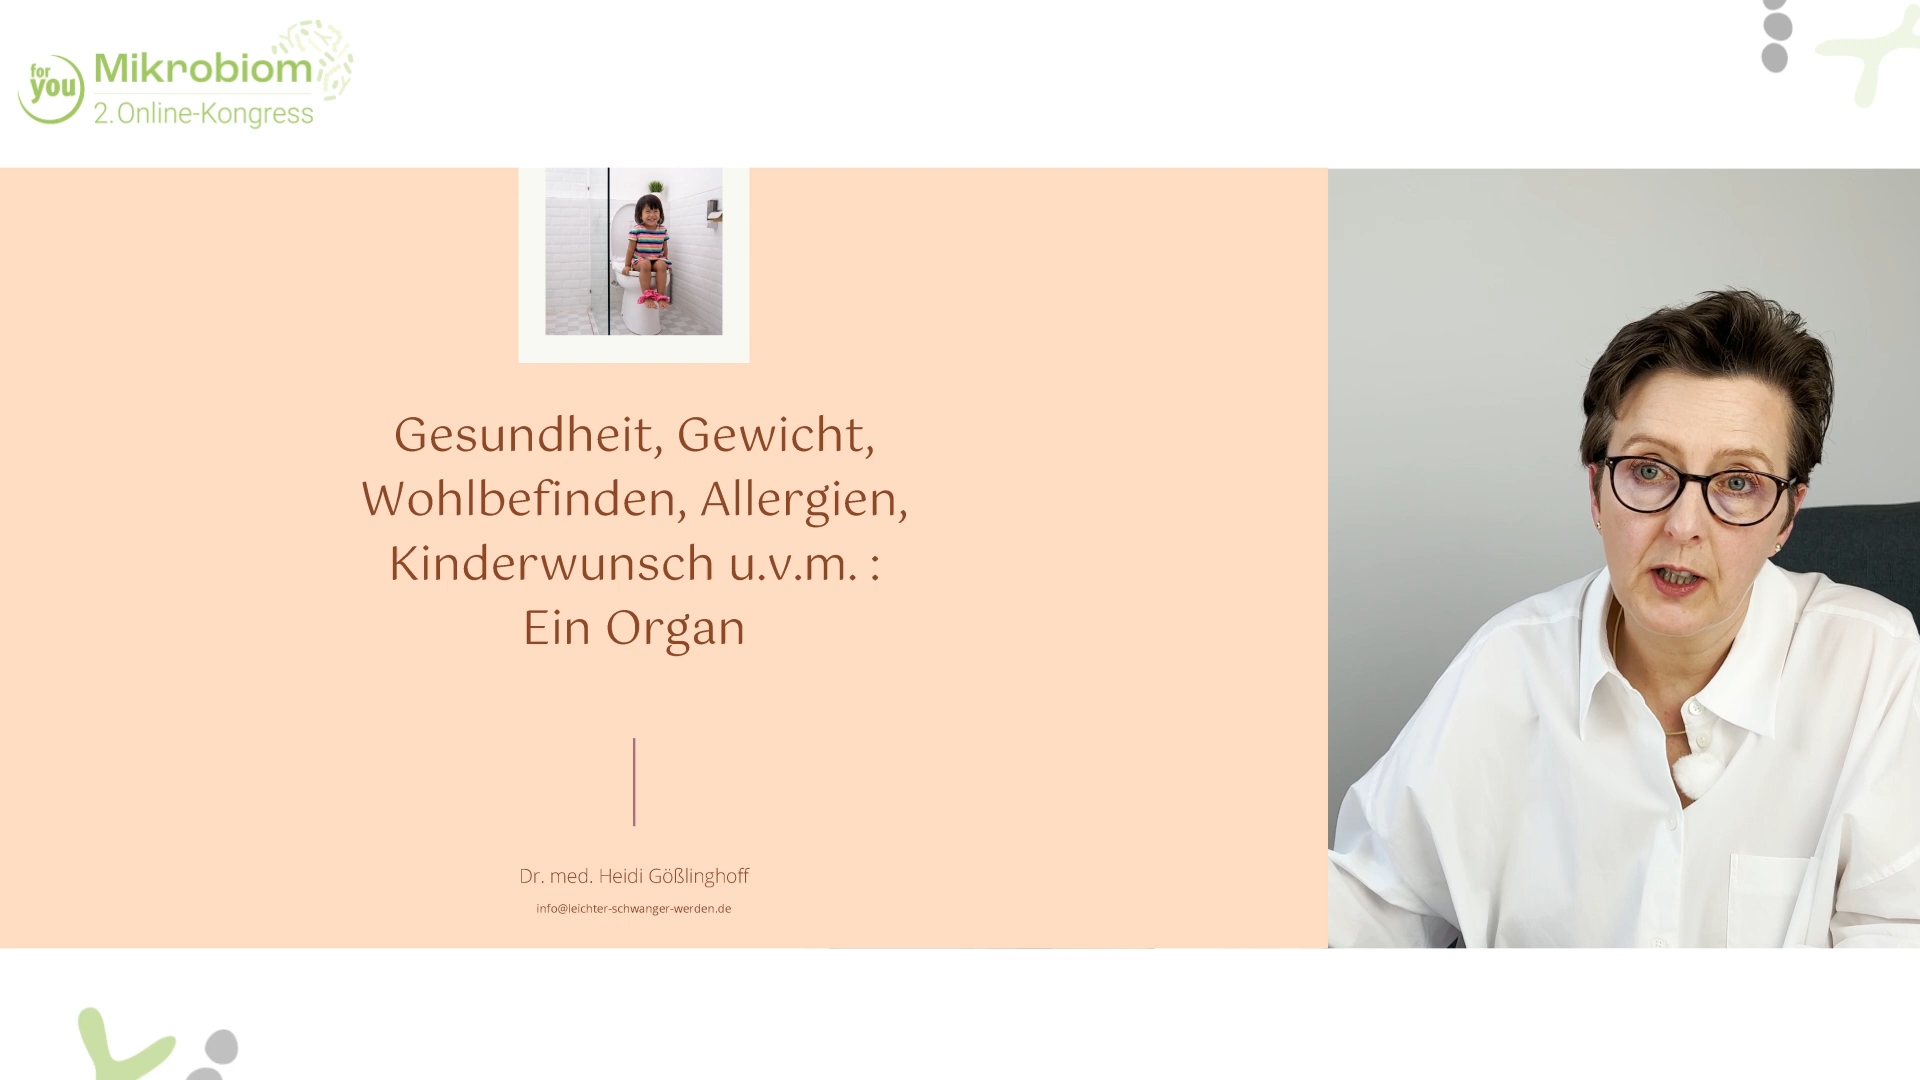 for
you
Mikrobiom
2. Online-Kongress
Gesundheit, Gewicht,
Wohlbefinden, Allergien,
Kinderwunsch u.v.m. :
Ein Organ
Dr. med. Heidi Gößlinghoff
info@leichter-schwanger-werden.de